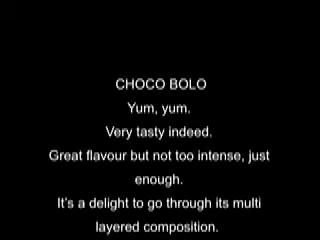 CHOCO BOLO
Yum, yum.
Very tasty indeed.
Great flavour but not too intense, just
enough.
It's a delight to go through its multi
layered composition.